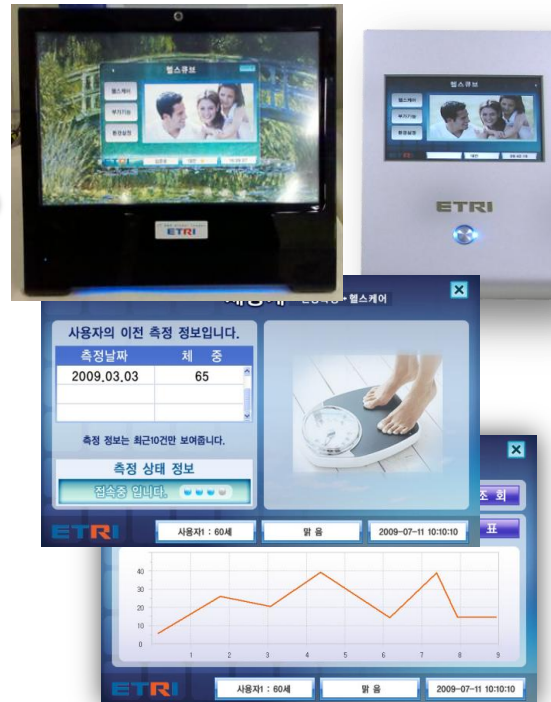 헬스큐브
헬스케어
부가기능
환경설정
ETRI
헬스큐브
헬스케어
부가기능
환경설정
ETRI
헬스케어
사용자의 이전 측정 정보입니다.
측정날짜 체 중
2009.03.03 65
측정 정보는 최근10건만 보여줍니다.
측정 상태 정보
접속중 입니다.
ETRI 사용자1 : 60세 맑 음 2009-07-11 10:10:10
조 회
표
40
30
20
10
0
1 2 3 4 5 6 7 8 9
ETRI 사용자1 : 60세 맑 음 2009-07-11 10:10:10